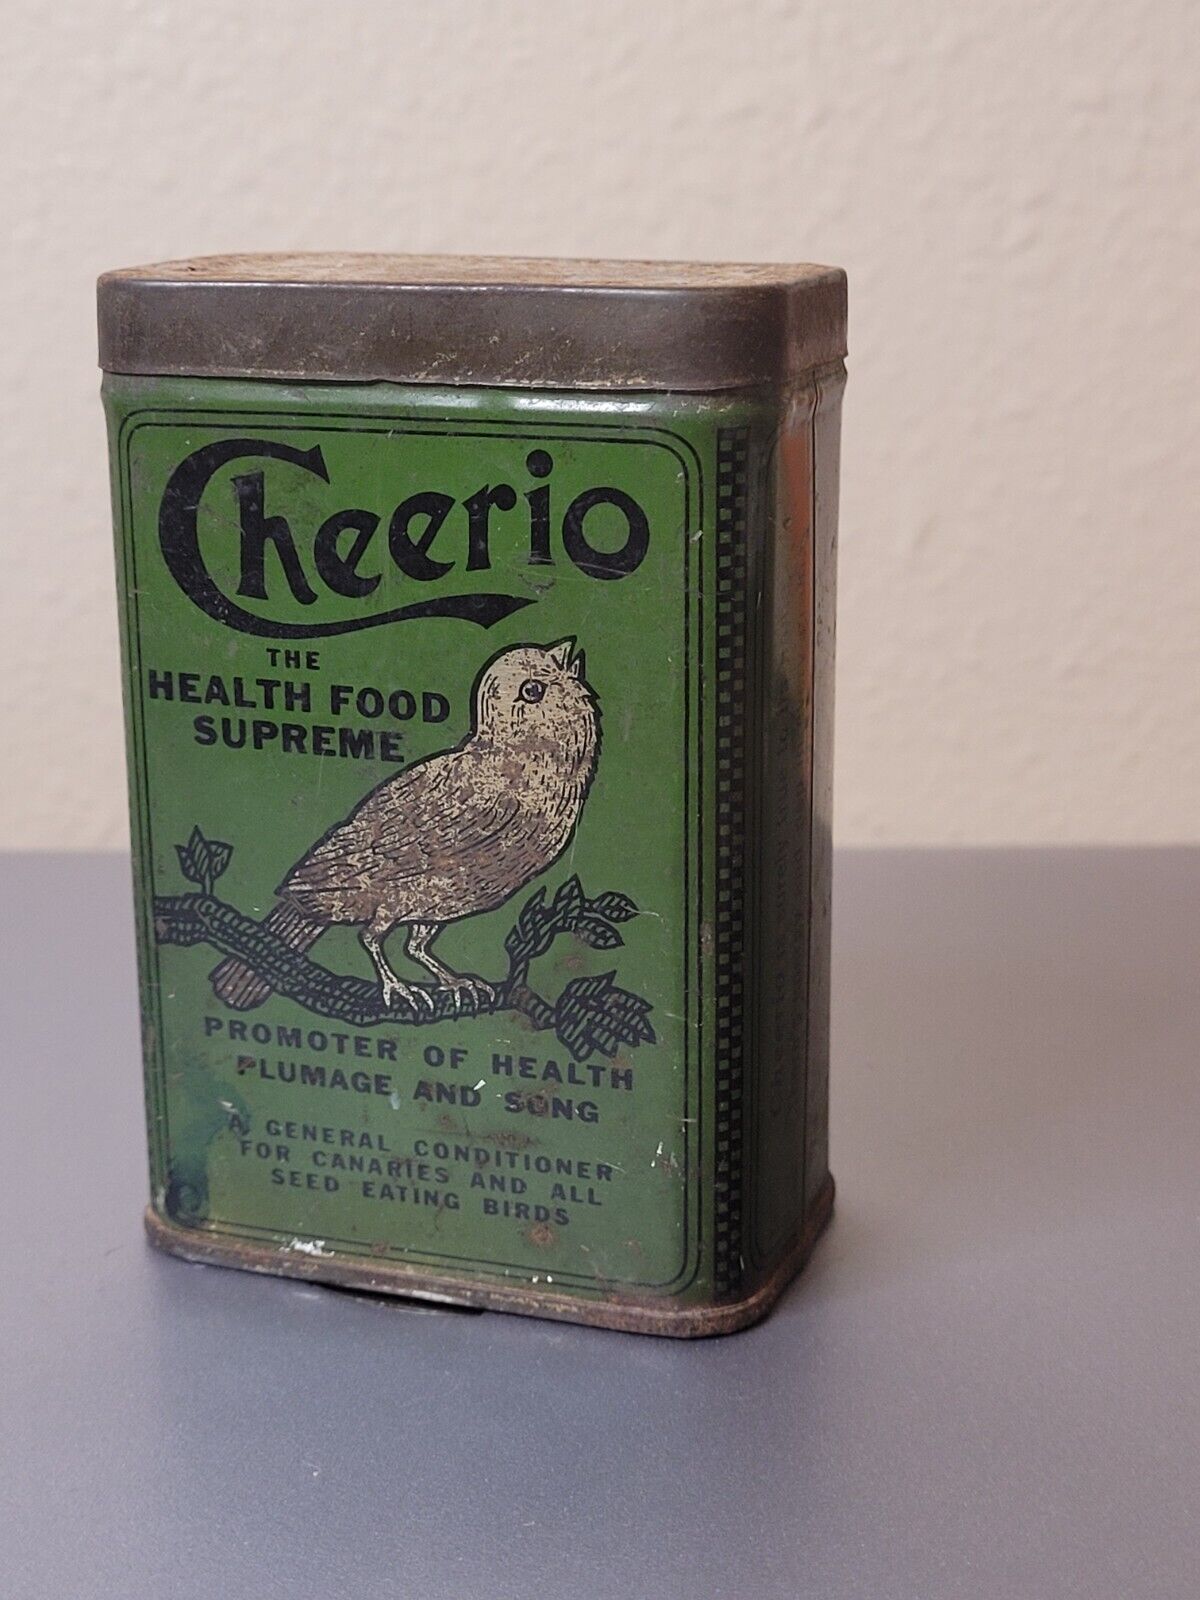 Cheerio
THE
HEALTH FOOD
SUPREME
PROMOTER OF HEALTH
PLUMAGE AND SONG
A GENERAL CONDITIONER
FOR CANARIES AND ALL
SEED EATING BIRDS